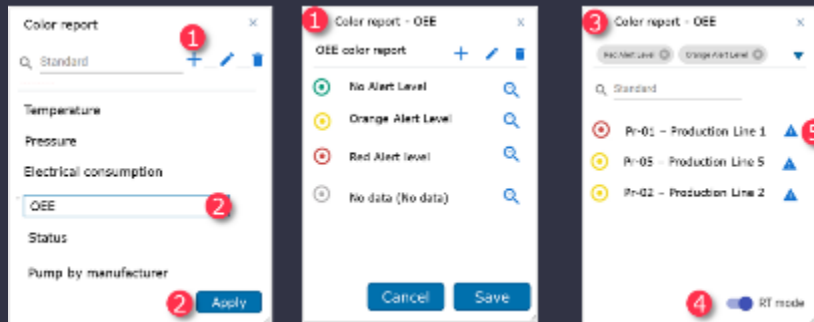 Color report
x
1
Standard
Temperature
Pressure
Electrical consumption
OEE
2
Status
Pump by manufacturer
2
Apply
1
Color report - OEE
x
OEE color report
No Alert Level
Orange Alert Level
Red Alert level
No data (No data)
Cancel
Save
3
Color report - OEE
x
Red Alert Level
Orange Alert Level
Standard
Pr-01 – Production Line 1
5
Pr-05 - Production Line 5
Pr-02 – Production Line 2
4
RT mode